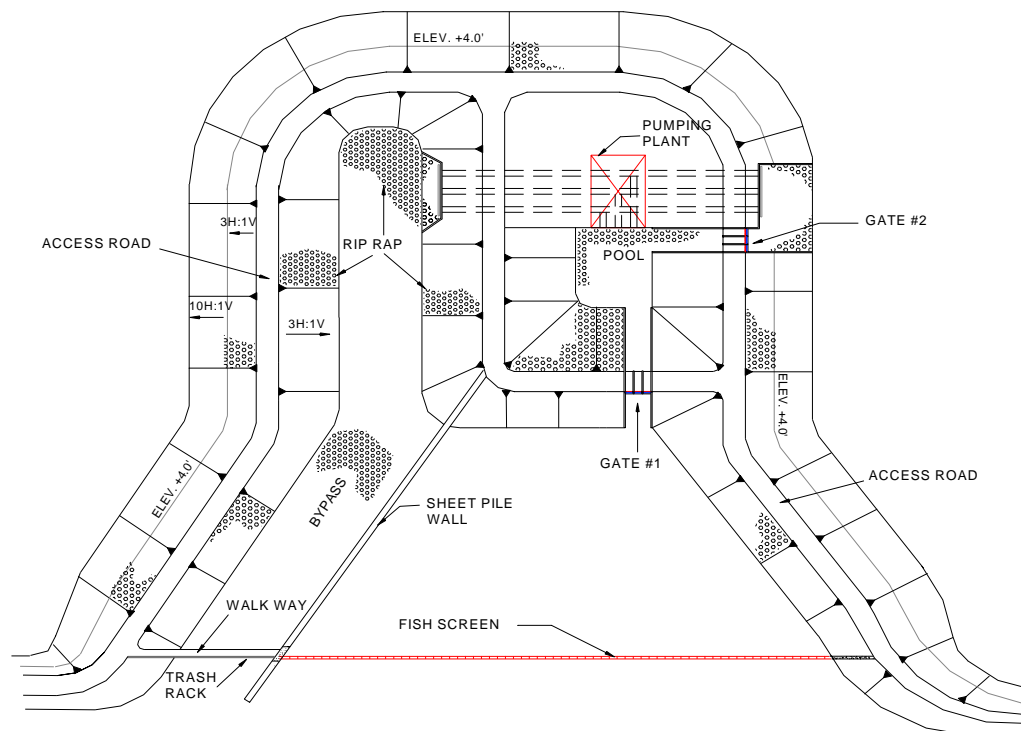 ELEV. +4.0'
PUMPING
PLANT
3H:1V
ACCESS ROAD
RIP RAP
GATE #2
POOL
10H:1V
3H:1V
ELEV. +4.0'
GATE #1
ACCESS ROAD
ELEV. +4.0'
BYPASS
SHEET PILE
WALL
WALK WAY
FISH SCREEN
TRASH
RACK